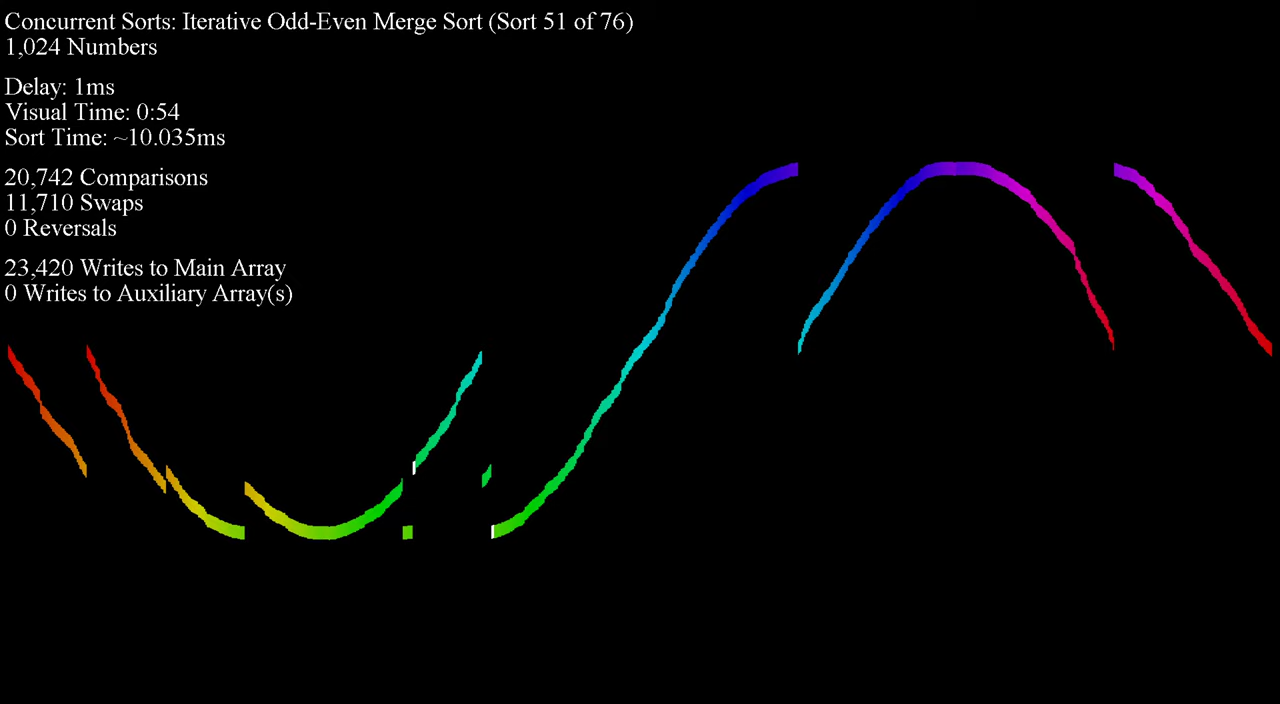 Concurrent Sorts: Iterative Odd-Even Merge Sort (Sort 51 of 76)
1,024 Numbers
Delay: 1ms
Visual Time: 0:54
Sort Time: ~10.035ms
20,742 Comparisons
11,710 Swaps
0 Reversals
23,420 Writes to Main Array
0 Writes to Auxiliary Array(s)